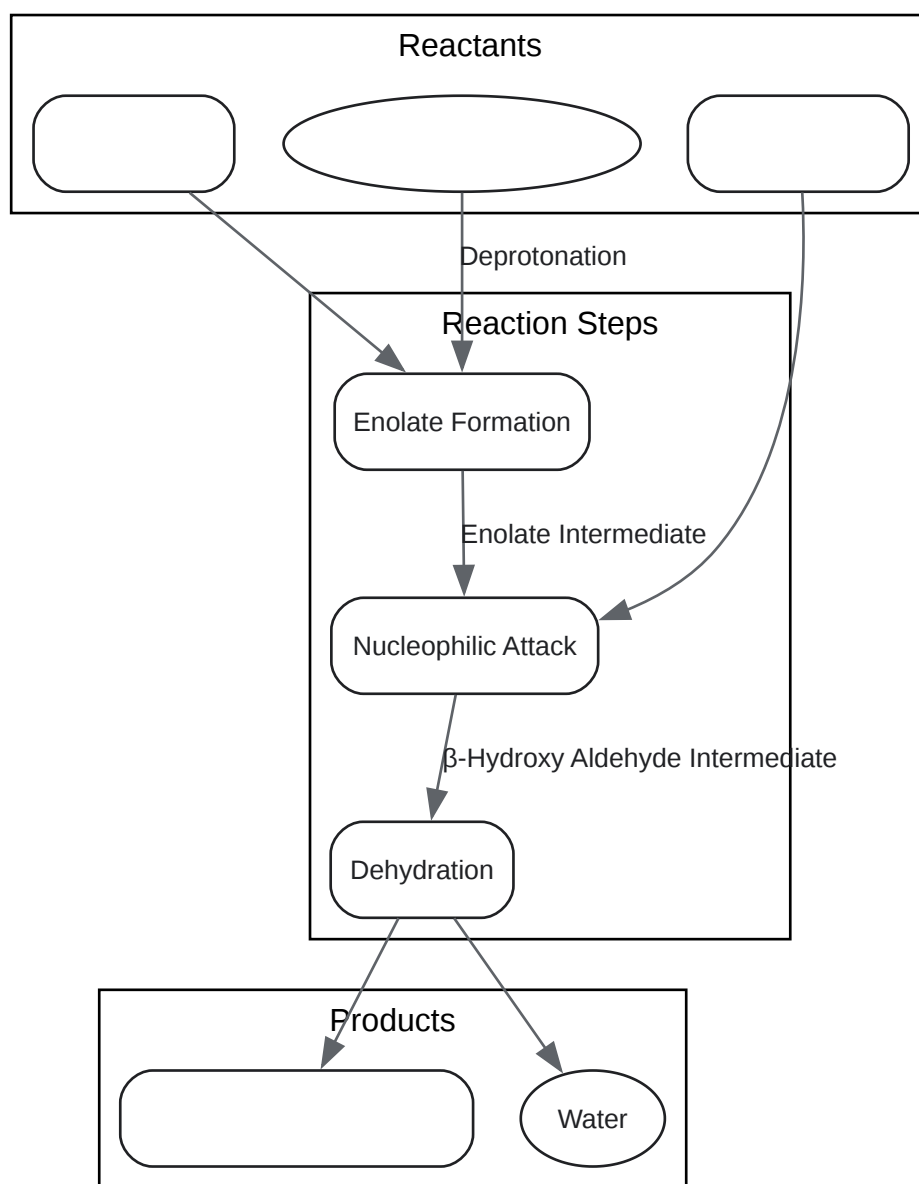 Reactants
Deprotonation
Reaction Steps
Enolate Formation
Enolate Intermediate
Nucleophilic Attack
β-Hydroxy Aldehyde Intermediate
Dehydration
Products
Water